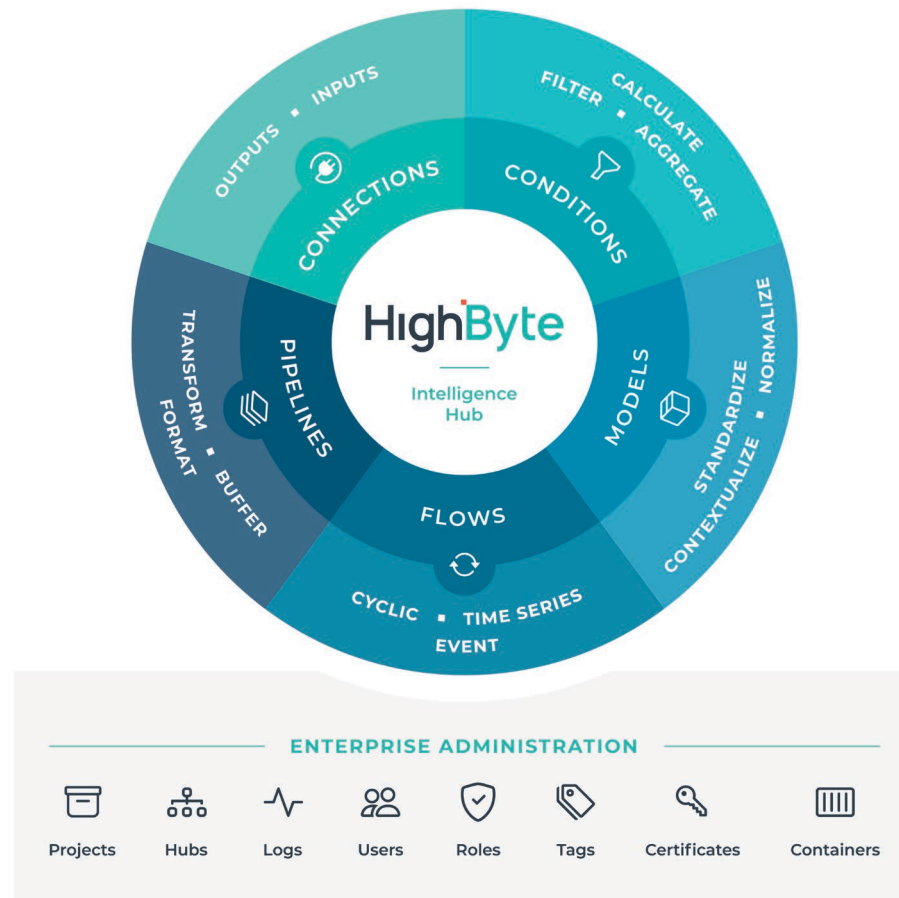 OUTPUTS ▪ INPUTS
CONNECTIONS
CALCULATE
FILTER ▪ AGGREGATE
CONDITIONS
HighByte
Intelligence
Hub
MODELS
STANDARDIZE
CONTEXTUALIZE ▪ NORMALIZE
PIPELINES
TRANSFORM ▪ BUFFER
FORMAT
FLOWS
CYCLIC ▪ TIME SERIES
EVENT
ENTERPRISE ADMINISTRATION
Projects Hubs Logs Users Roles Tags Certificates Containers